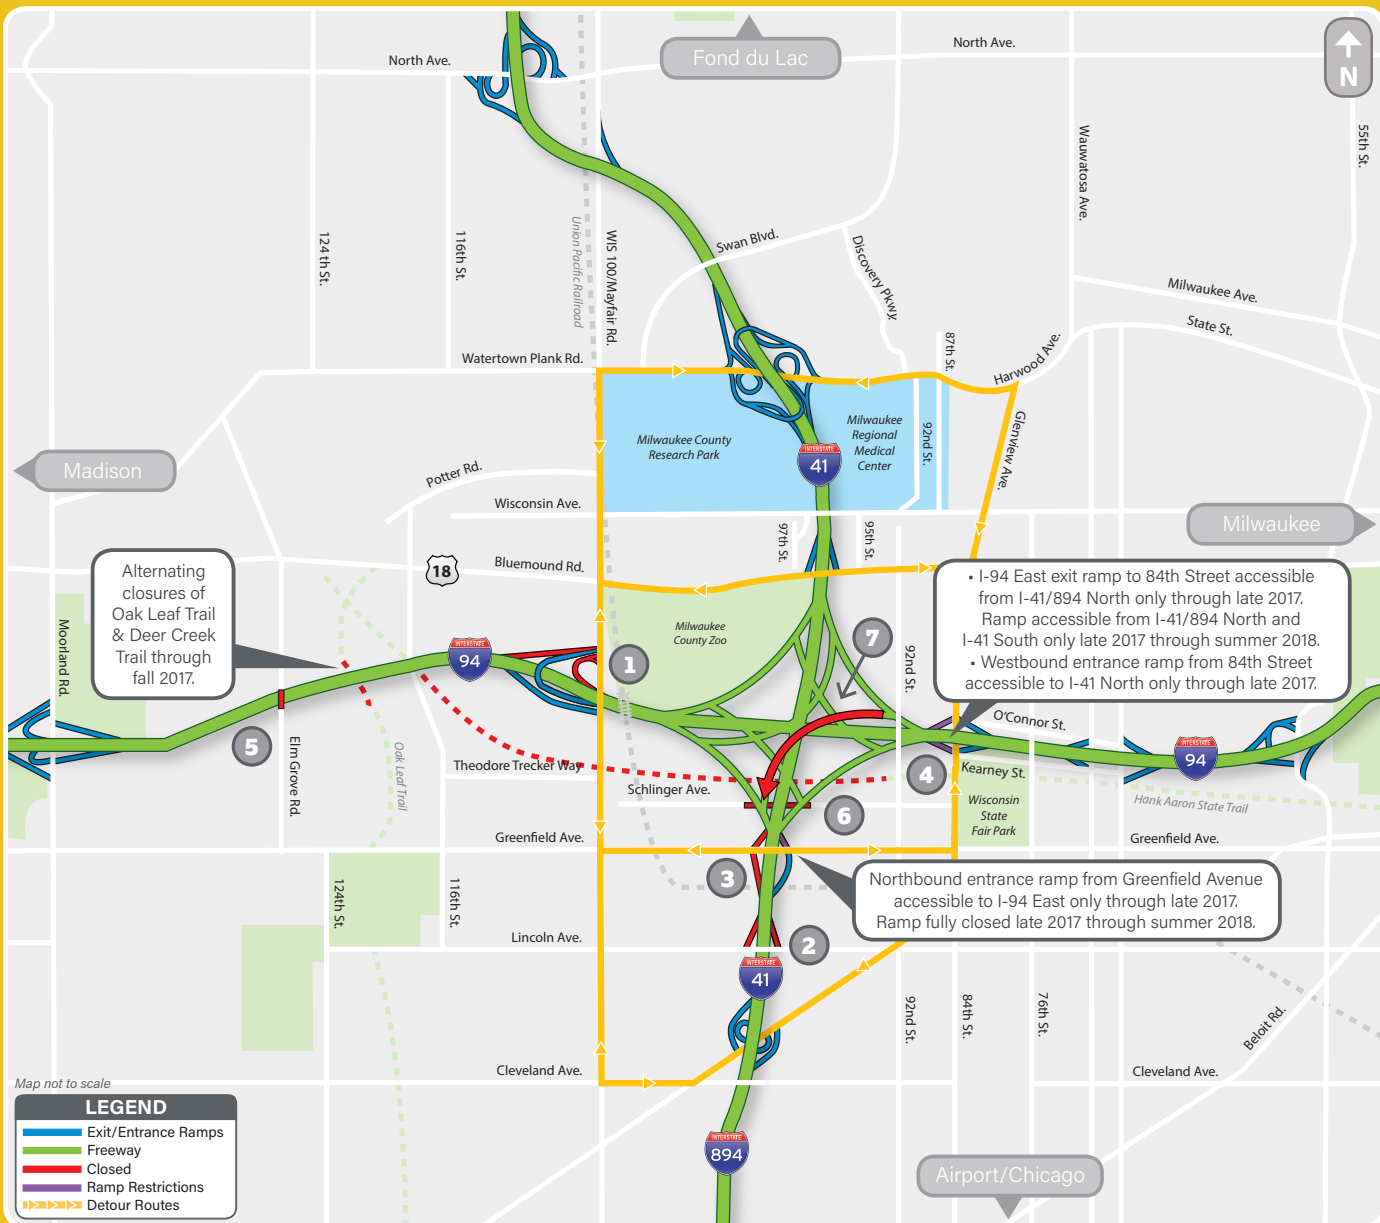 Fond du Lac
N
North Ave.
North Ave.
Wauwatosa Ave.
55th St.
124 th St.
116th St.
Union Pacific Railroad
WIS 100/Mayfair Rd.
Swan Blvd.
Discovery Pkwy.
Milwaukee Ave.
State St.
87th St.
Harwood Ave.
Watertown Plank Rd.
Glenview Ave.
Milwaukee County
Research Park
Milwaukee
Regional
Medical
Center
92nd St.
INTERSTATE
41
Madison
Potter Rd.
Wisconsin Ave.
97th St.
95th St.
Milwaukee
18
Bluemound Rd.
Alternating
closures of
Oak Leaf Trail
& Deer Creek
Trail through
fall 2017.
• I-94 East exit ramp to 84th Street accessible
from I-41/894 North only through late 2017.
Ramp accessible from I-41/894 North and
I-41 South only late 2017 through summer 2018.
• Westbound entrance ramp from 84th Street
accessible to I-41 North only through late 2017.
Milwaukee
County Zoo
Moorland Rd.
INTERSTATE
94
1
7
92nd St.
O'Connor St.
5
Elm Grove Rd.
Oak Leaf Trail
Theodore Trecker Way
Schlinger Ave.
4
Kearney St.
INTERSTATE
94
Hank Aaron State Trail
Wisconsin
State
Fair Park
6
Greenfield Ave.
Greenfield Ave.
3
124th St.
116th St.
Northbound entrance ramp from Greenfield Avenue
accessible to I-94 East only through late 2017.
Ramp fully closed late 2017 through summer 2018.
Lincoln Ave.
2
INTERSTATE
41
92nd St.
84th St.
76th St.
Beloit Rd.
Cleveland Ave.
Cleveland Ave.
Map not to scale
LEGEND
Exit/Entrance Ramps
Freeway
Closed
Ramp Restrictions
Detour Routes
INTERSTATE
894
Airport/Chicago